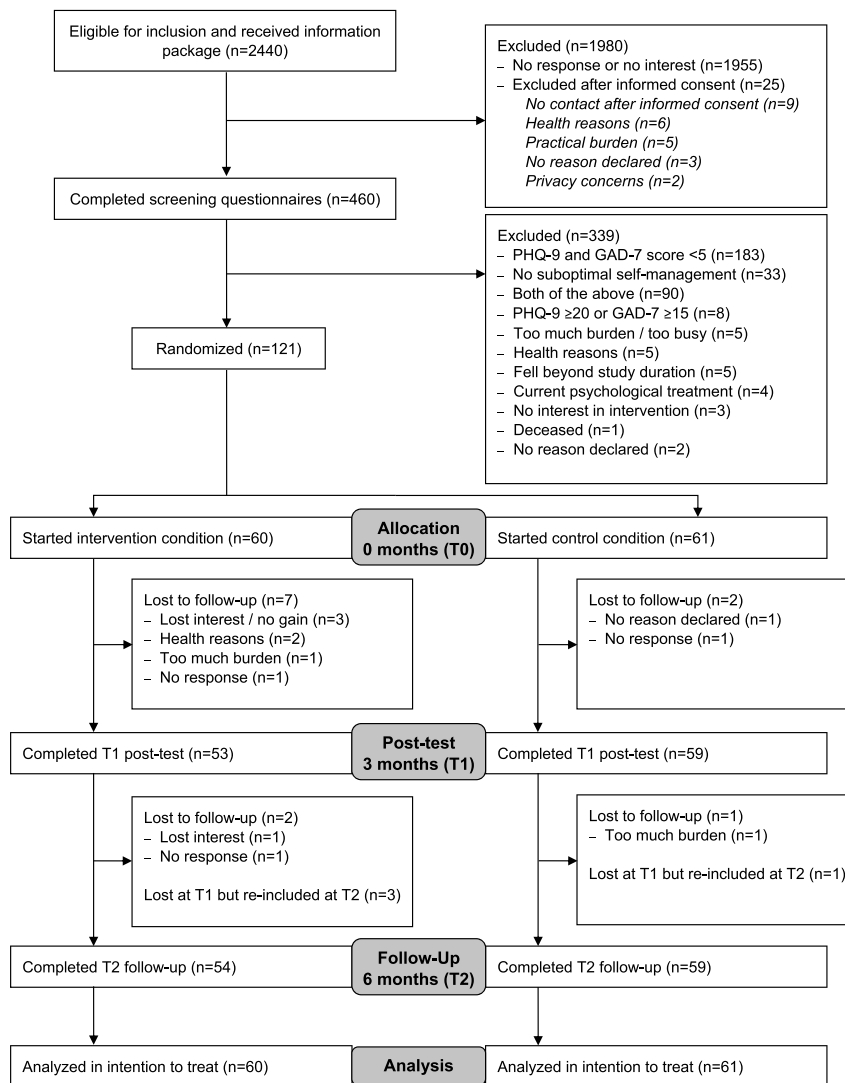 Eligible for inclusion and received information
package (n=2440)
Excluded (n=1980)
– No response or no interest (n=1955)
– Excluded after informed consent (n=25)
No contact after informed consent (n=9)
Health reasons (n=6)
Practical burden (n=5)
No reason declared (n=3)
Privacy concerns (n=2)
Completed screening questionnaires (n=460)
Excluded (n=339)
– PHQ-9 and GAD-7 score <5 (n=183)
– No suboptimal self-management (n=33)
– Both of the above (n=90)
– PHQ-9 ≥20 or GAD-7 ≥15 (n=8)
– Too much burden / too busy (n=5)
– Health reasons (n=5)
– Fell beyond study duration (n=5)
– Current psychological treatment (n=4)
– No interest in intervention (n=3)
– Deceased (n=1)
– No reason declared (n=2)
Randomized (n=121)
Allocation
0 months (T0)
Started intervention condition (n=60)
Started control condition (n=61)
Lost to follow-up (n=7)
– Lost interest / no gain (n=3)
– Health reasons (n=2)
– Too much burden (n=1)
– No response (n=1)
Lost to follow-up (n=2)
– No reason declared (n=1)
– No response (n=1)
Post-test
3 months (T1)
Completed T1 post-test (n=53)
Completed T1 post-test (n=59)
Lost to follow-up (n=2)
– Lost interest (n=1)
– No response (n=1)
Lost at T1 but re-included at T2 (n=3)
Lost to follow-up (n=1)
– Too much burden (n=1)
Lost at T1 but re-included at T2 (n=1)
Follow-Up
6 months (T2)
Completed T2 follow-up (n=54)
Completed T2 follow-up (n=59)
Analyzed in intention to treat (n=60)
Analysis
Analyzed in intention to treat (n=61)